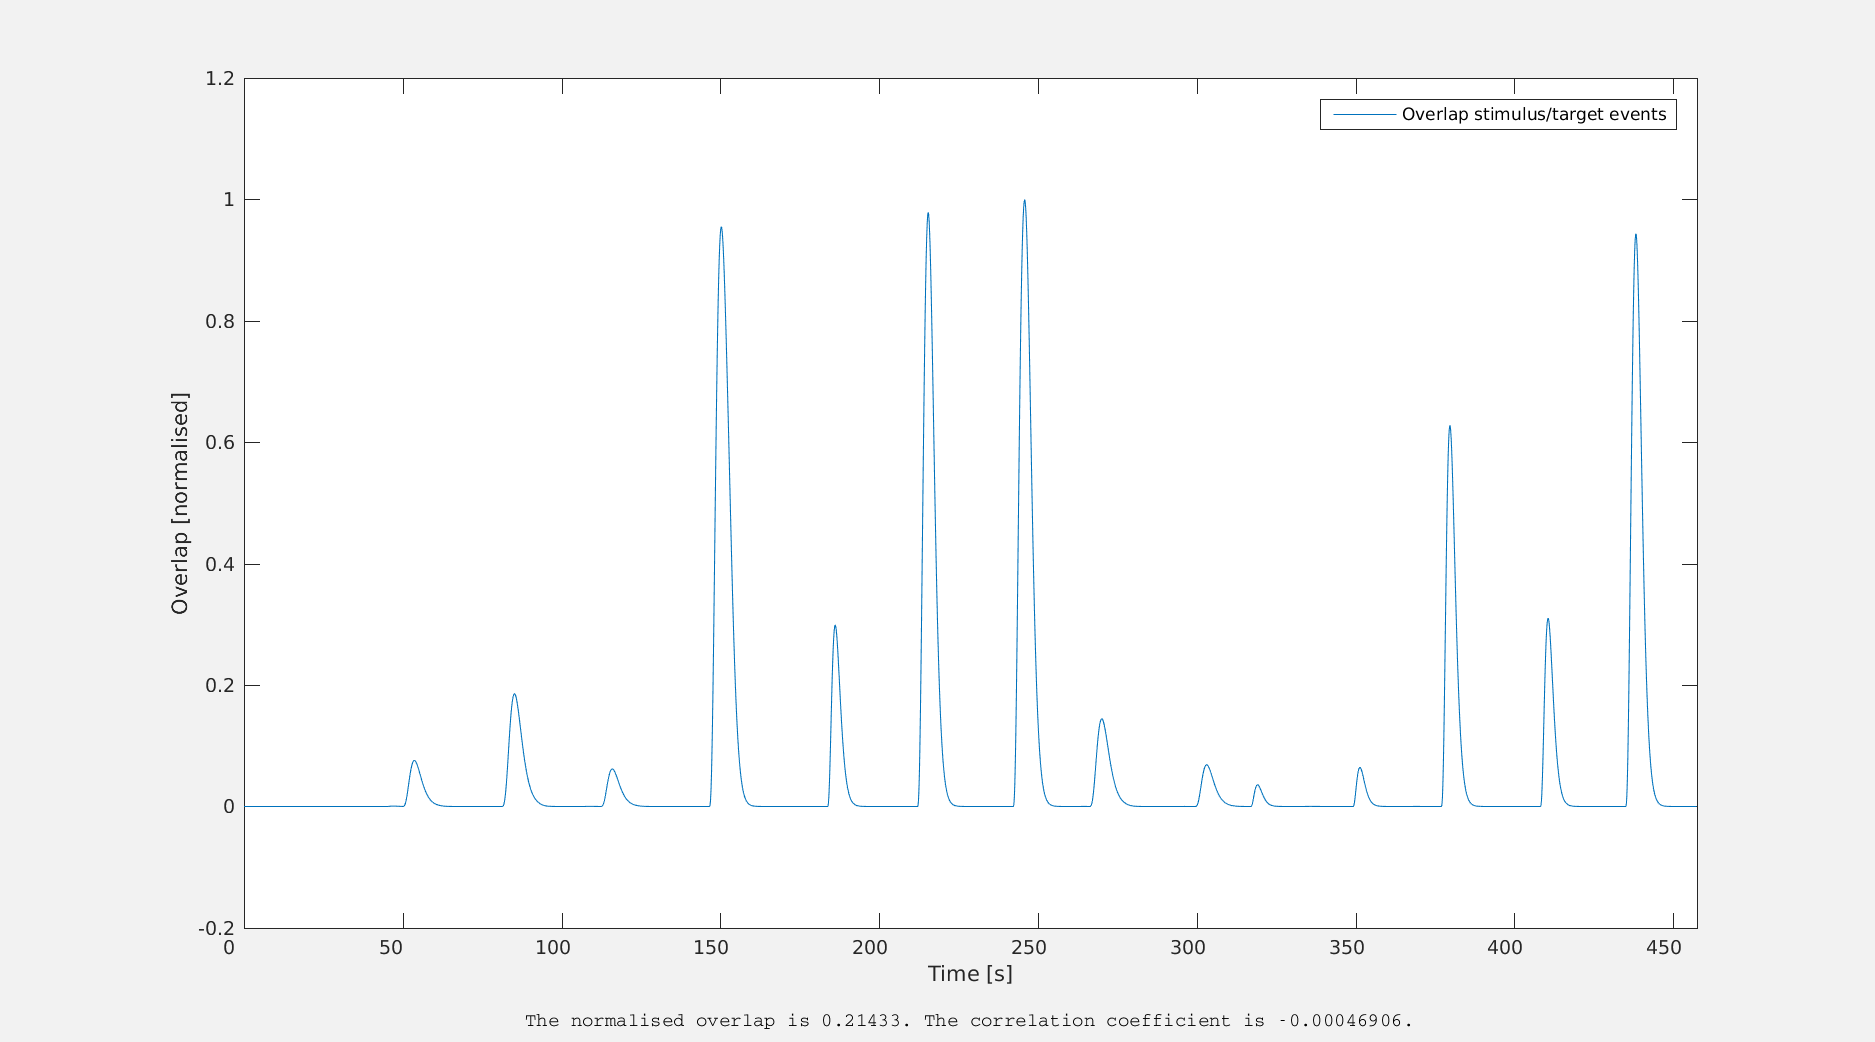 1.2
Overlap stimulus/target events
1
0.8
0.6
0.4
0.2
0
-0.2
Overlap [normalised]
0 50 100 150 200 250 300 350 400 450
Time [s]
The normalised overlap is 0.21433. The correlation coefficient is -0.00046906.